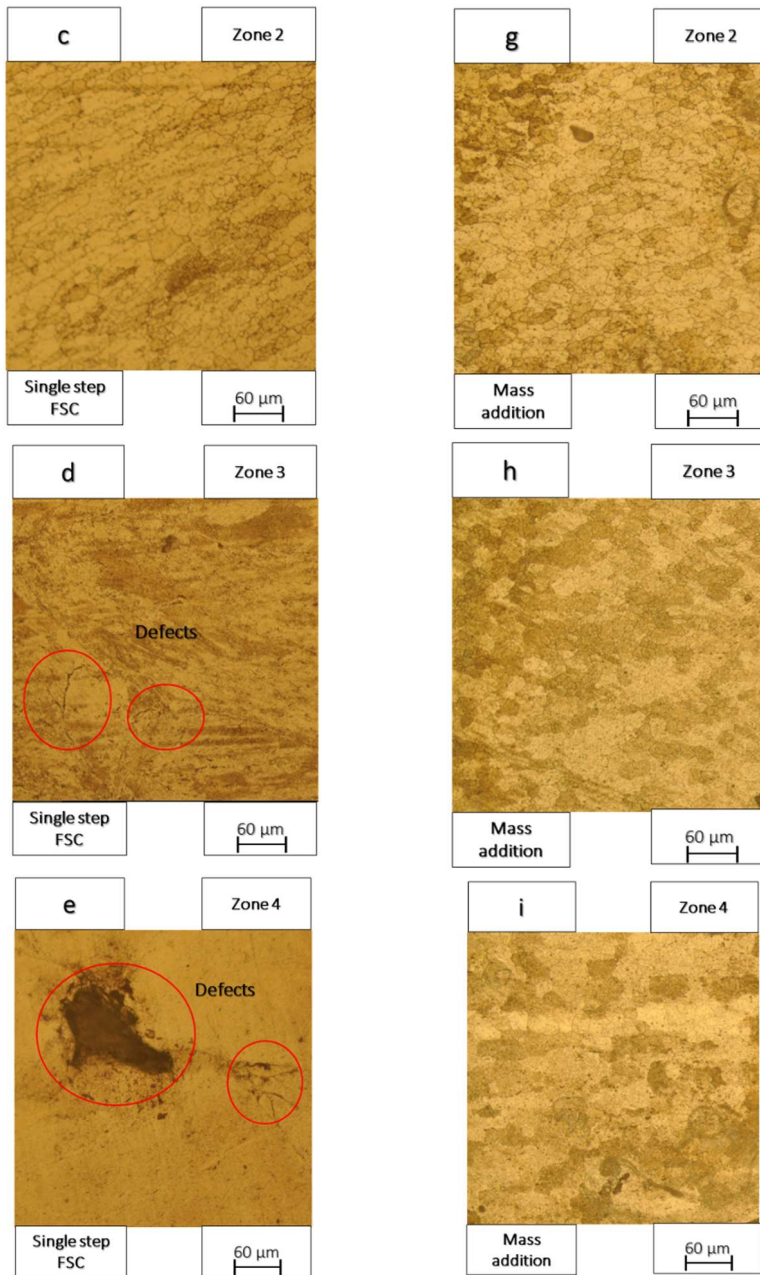 c
Zone 2
g
Zone 2
Single step
FSC
60 μm
Mass
addition
60 μm
d
Zone 3
h
Zone 3
Defects
Single step
FSC
60 μm
Mass
addition
60 μm
e
Zone 4
i
Zone 4
Defects
Single step
FSC
60 μm
Mass
addition
60 μm